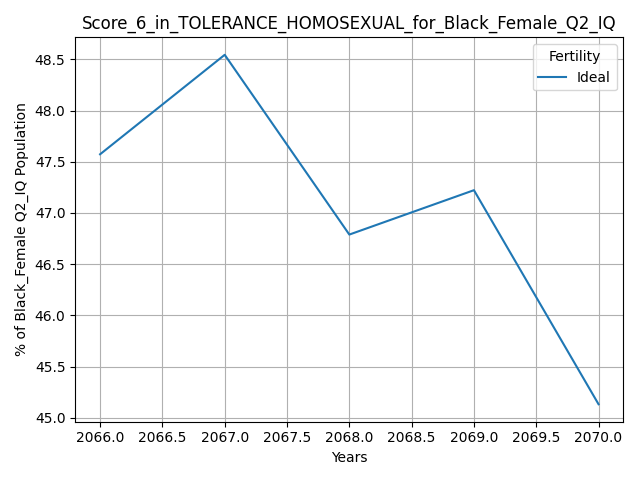 Score_6_in_TOLERANCE_HOMOSEXUAL_for_Black_Female_Q2_IQ
Fertility
Ideal
48.5
48.0
47.5
47.0
46.5
46.0
45.5
45.0
% of Black_Female Q2_IQ Population
2066.0 2066.5 2067.0 2067.5 2068.0 2068.5 2069.0 2069.5 2070.0
Years